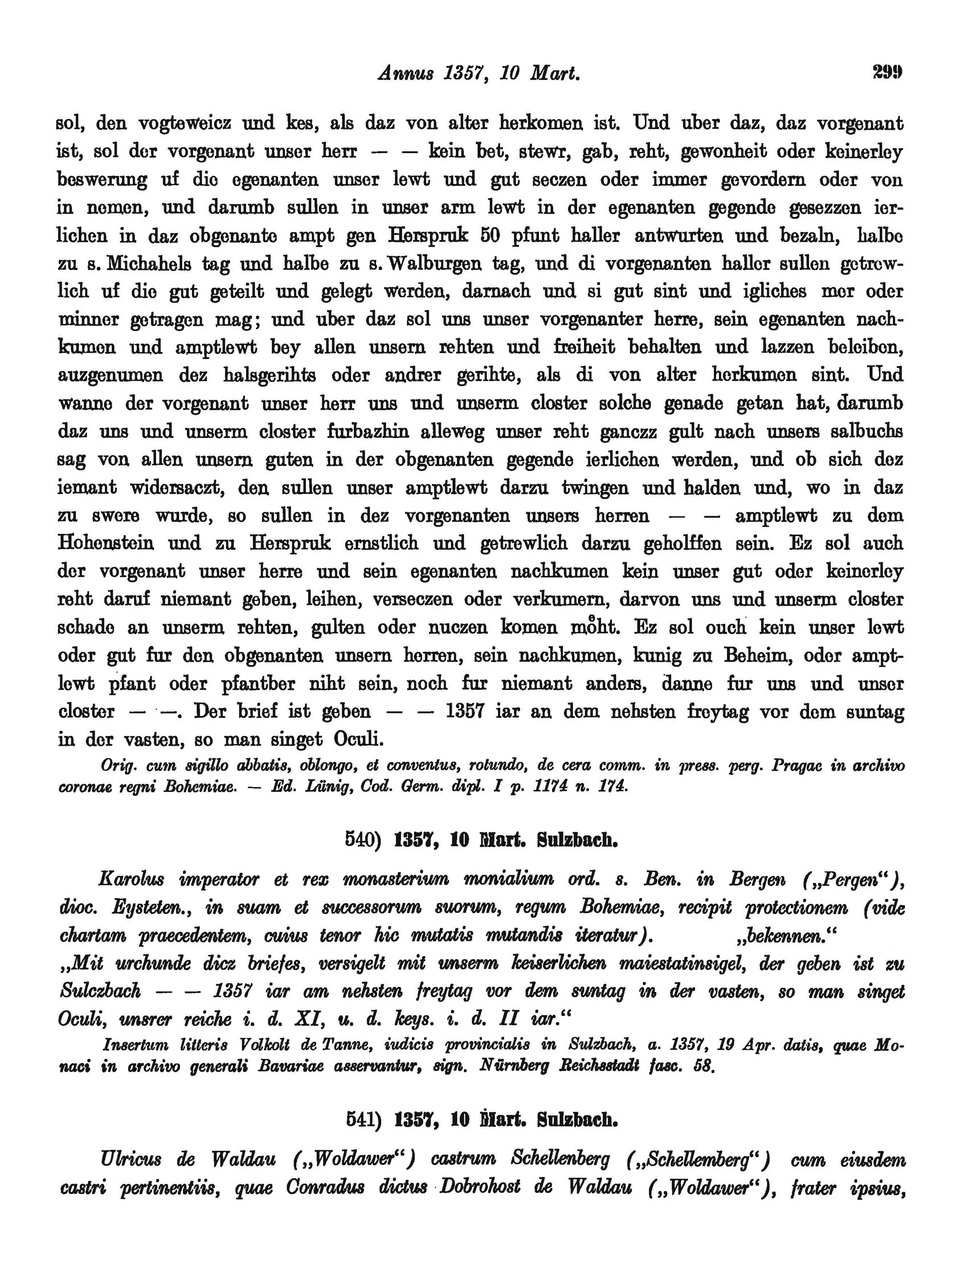 Annus 1357, 10 Mart. 299
sol, den vogteweicz und kes, als daz von alter herkomen ist. Und uber daz, daz vorgenant
ist, sol der vorgenant unser herr — — kein bet, stewr, gab, reht, gewonheit oder keinerley
beswerung uf die egenanten unser lewt und gut seczen oder immer gevordern oder von
in nemen, und darumb sullen in unser arm lewt in der egenanten gegende gesezzen ier-
lichen in daz obgenante ampt gen Herspruk 50 pfunt haller antwurten und bezaln, halbe
zu s. Michahels tag und halbe zu s. Walburgen tag, und di vorgenanten haller sullen getrew-
lich uf die gut geteilt und gelegt werden, darnach und si gut sint und igliches mer oder
minner getragen mag; und uber daz sol uns unser vorgenanter herre, sein egenanten nach-
kumen und amptlewt bey allen unsern rehten und freiheit behalten und lazzen beleiben,
auzgenumen dez halsgerihts oder andrer gerihte, als di von alter herkumen sint. Und
wanne der vorgenant unser herr uns und unserm closter solche genade getan hat, darumb
daz uns und unserm closter furbazhin alleweg unser reht ganczz gult nach unsers salbuchs
sag von allen unsern guten in der obgenanten gegende ierlichen werden, und ob sich dez
iemant widersaczt, den sullen unser amptlewt darzu twingen und halden und, wo in daz
zu swere wurde, so sullen in dez vorgenanten unsers herren — — amptlewt zu dem
Hohenstein und zu Herspruk ernstlich und getrewlich darzu geholffen sein. Ez sol auch
der vorgenant unser herre und sein egenanten nachkumen kein unser gut oder keinerley
reht daruf niemant geben, leihen, verseczen oder verkumern, darvon uns und unserm closter
schade an unserm rehten, gulten oder nuczen komen moͤht. Ez sol ouch kein unser lewt
oder gut fur den obgenanten unsern herren, sein nachkumen, kunig zu Beheim, oder ampt-
lewt pfant oder pfantber niht sein, noch fur niemant anders, danne fur uns und unser
closter — —. Der brief ist geben — — 1357 iar an dem nehsten freytag vor dem suntag
in der vasten, so man singet Oculi.
Orig. cum sigillo abbatis, oblongo, et conventus, rotundo, de cera comm. in press. perg. Pragae in archivo
coronae regni Bohemiae. — Ed. Lünig, Cod. Germ. dipl. I p. 1174 n. 174.
540) 1357, 10 Mart. Sulzbach.
Karolus imperator et rex monasterium monialium ord. s. Ben. in Bergen („Pergen“),
dioc. Eysteten., in suam et successorum suorum, regum Bohemiae, recipit protectionem (vide
chartam praecedentem, cuius tenor hic mutatis mutandis iteratur). „bekennen.“
„Mit urchunde dicz briefes, versigelt mit unserm keiserlichen maiestatinsigel, der geben ist zu
Sulczbach — — 1357 iar am nehsten freytag vor dem suntag in der vasten, so man singet
Oculi, unsrer reiche i. d. XI, u. d. keys. i. d. II iar.“
Insertum litteris Volkolt de Tanne, iudicis provincialis in Sulzbach, a. 1357, 19 Apr. datis, quae Mo-
naci in archivo generali Bavariae asservantur, sign. Nürnberg Reichsstadt fasc. 58.
541) 1357, 10 Mart. Sulzbach.
Ulricus de Waldau („Woldawer“) castrum Schellenberg („Schellemberg“) cum eiusdem
castri pertinentiis, quae Conradus dictus Dobrohost de Waldau („Woldawer“), frater ipsius,